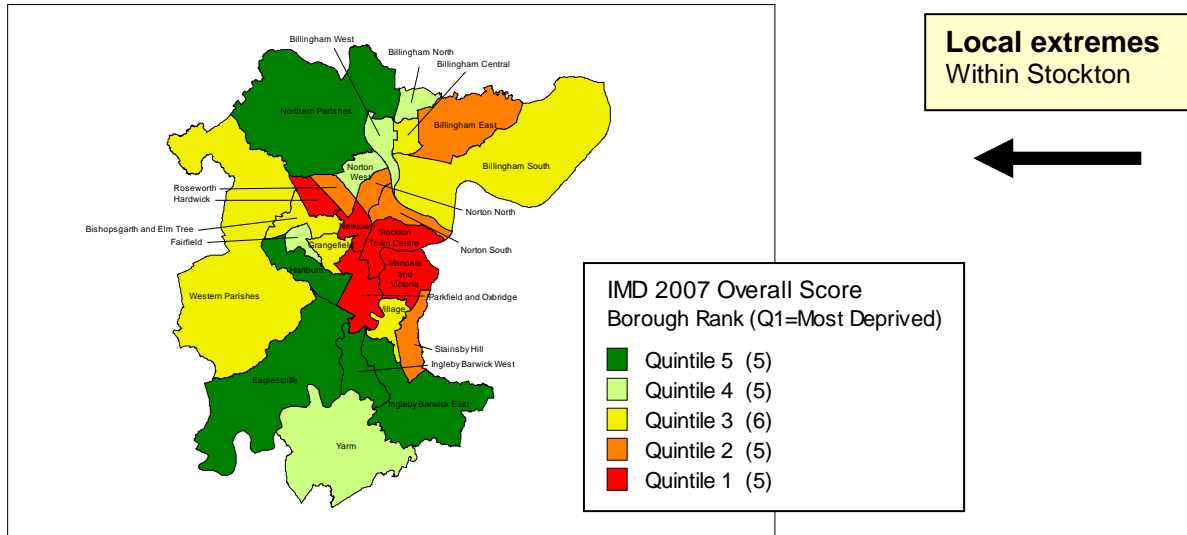 Billingham West
Billingham North
Billingham Central
Northern Parishes
Billingham East
Billingham South
Norton
West
Roseworth
Hardwick
Norton North
Bishopsgarth and Elm Tree
Newtown
Stockton
Town Centre
Fairfield
Grangefield
Norton South
Hartburn
Mandale
and
Victoria
Western Parishes
Parkfield and Oxbridge
Village
Stainsby Hill
Ingleby Barwick West
Eaglescliffe
Ingleby Barwick East
Yarm
Local extremes
Within Stockton
IMD 2007 Overall Score
Borough Rank (Q1=Most Deprived)
Quintile 5 (5)
Quintile 4 (5)
Quintile 3 (6)
Quintile 2 (5)
Quintile 1 (5)